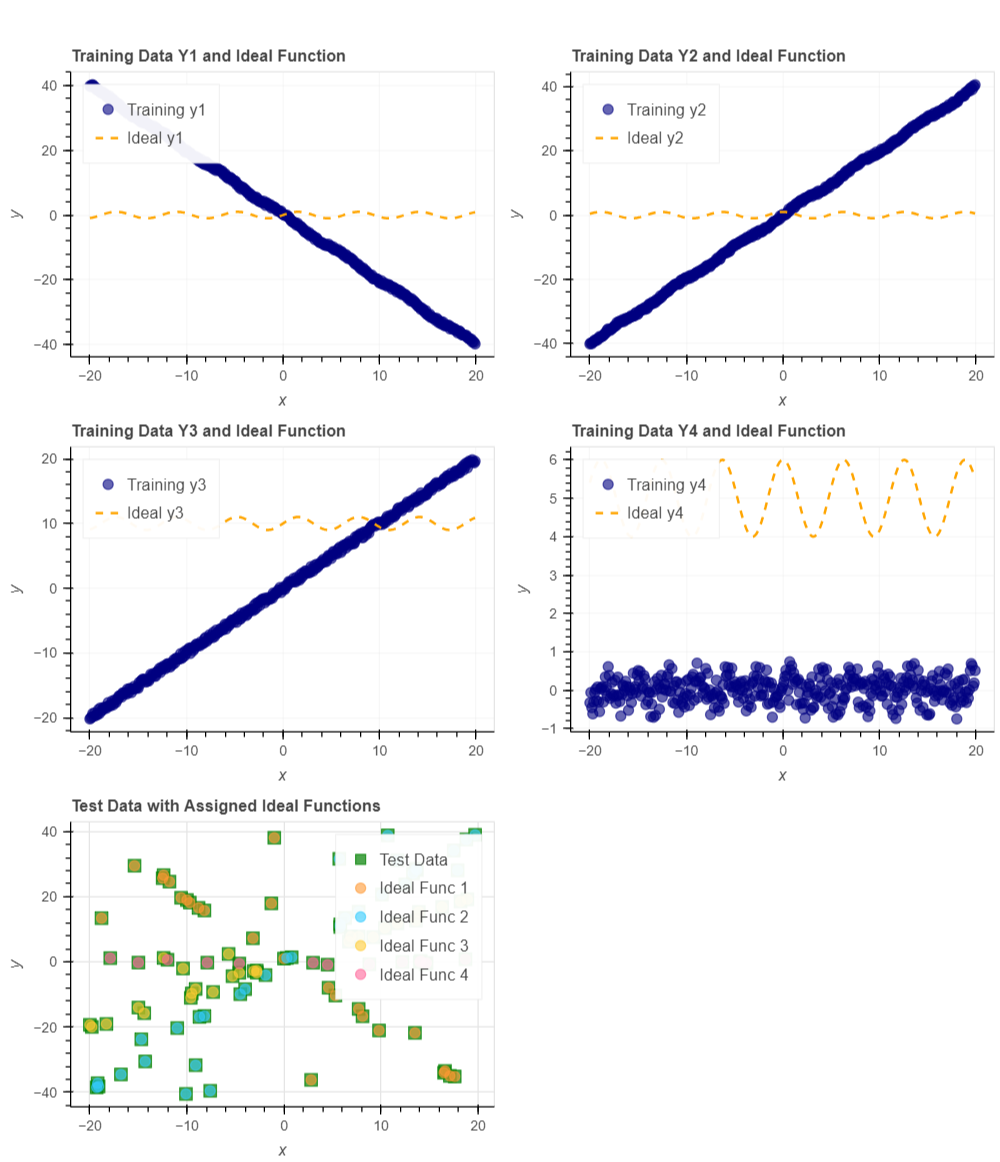 Training Data Y1 and Ideal Function
Training y1
Ideal y1
40
20
0
−20
−40
y
−20
−10
0
10
20
x
Training Data Y2 and Ideal Function
Training y2
Ideal y2
40
20
0
−20
−40
y
−20
−10
0
10
20
x
Training Data Y3 and Ideal Function
Training y3
Ideal y3
20
10
0
−10
−20
y
−20
−10
0
10
20
x
Training Data Y4 and Ideal Function
Training y4
Ideal y4
6
5
4
3
2
1
0
−1
y
−20
−10
0
10
20
x
Test Data with Assigned Ideal Functions
Test Data
Ideal Func 1
Ideal Func 2
Ideal Func 3
Ideal Func 4
40
20
0
−20
−40
y
−20
−10
0
10
20
x